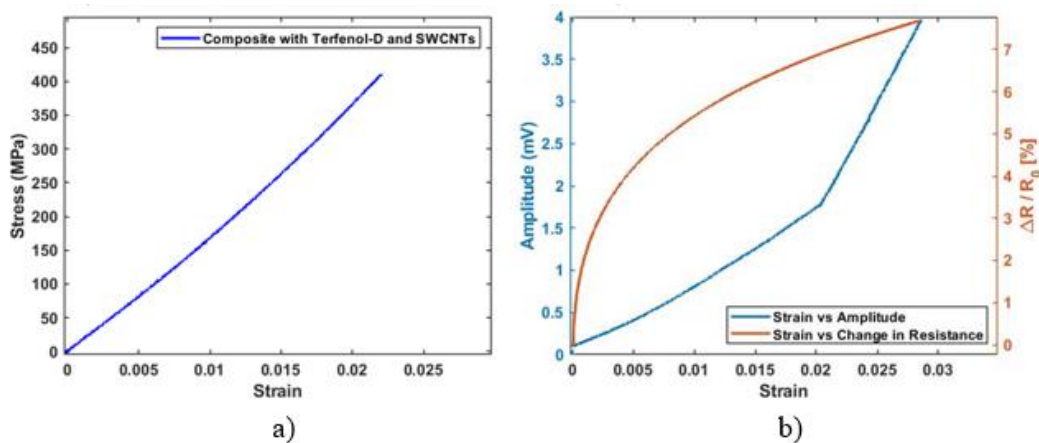 Composite with Terfenol-D and SWCNTs
Stress (MPa)
450
400
350
300
250
200
150
100
50
0
0 0.005 0.01 0.015 0.02 0.025
Strain
a)
Amplitude (mV)
4
3.5
3
2.5
2
1.5
1
0.5
0
0 0.005 0.01 0.015 0.02 0.025 0.03
Strain
7
6
5
4
3
2
1
0
△R / R0 [%]
Strain vs Amplitude
Strain vs Change in Resistance
b)